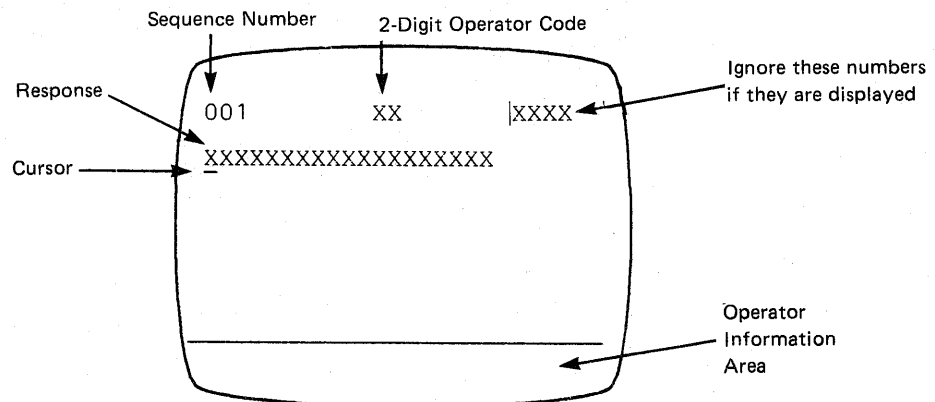 Sequence Number
2-Digit Operator Code
Ignore these numbers
if they are displayed
Response
001 XX XXXX
XXXXXXXXXXXXXXXXXXX
Cursor
Operator
Information
Area